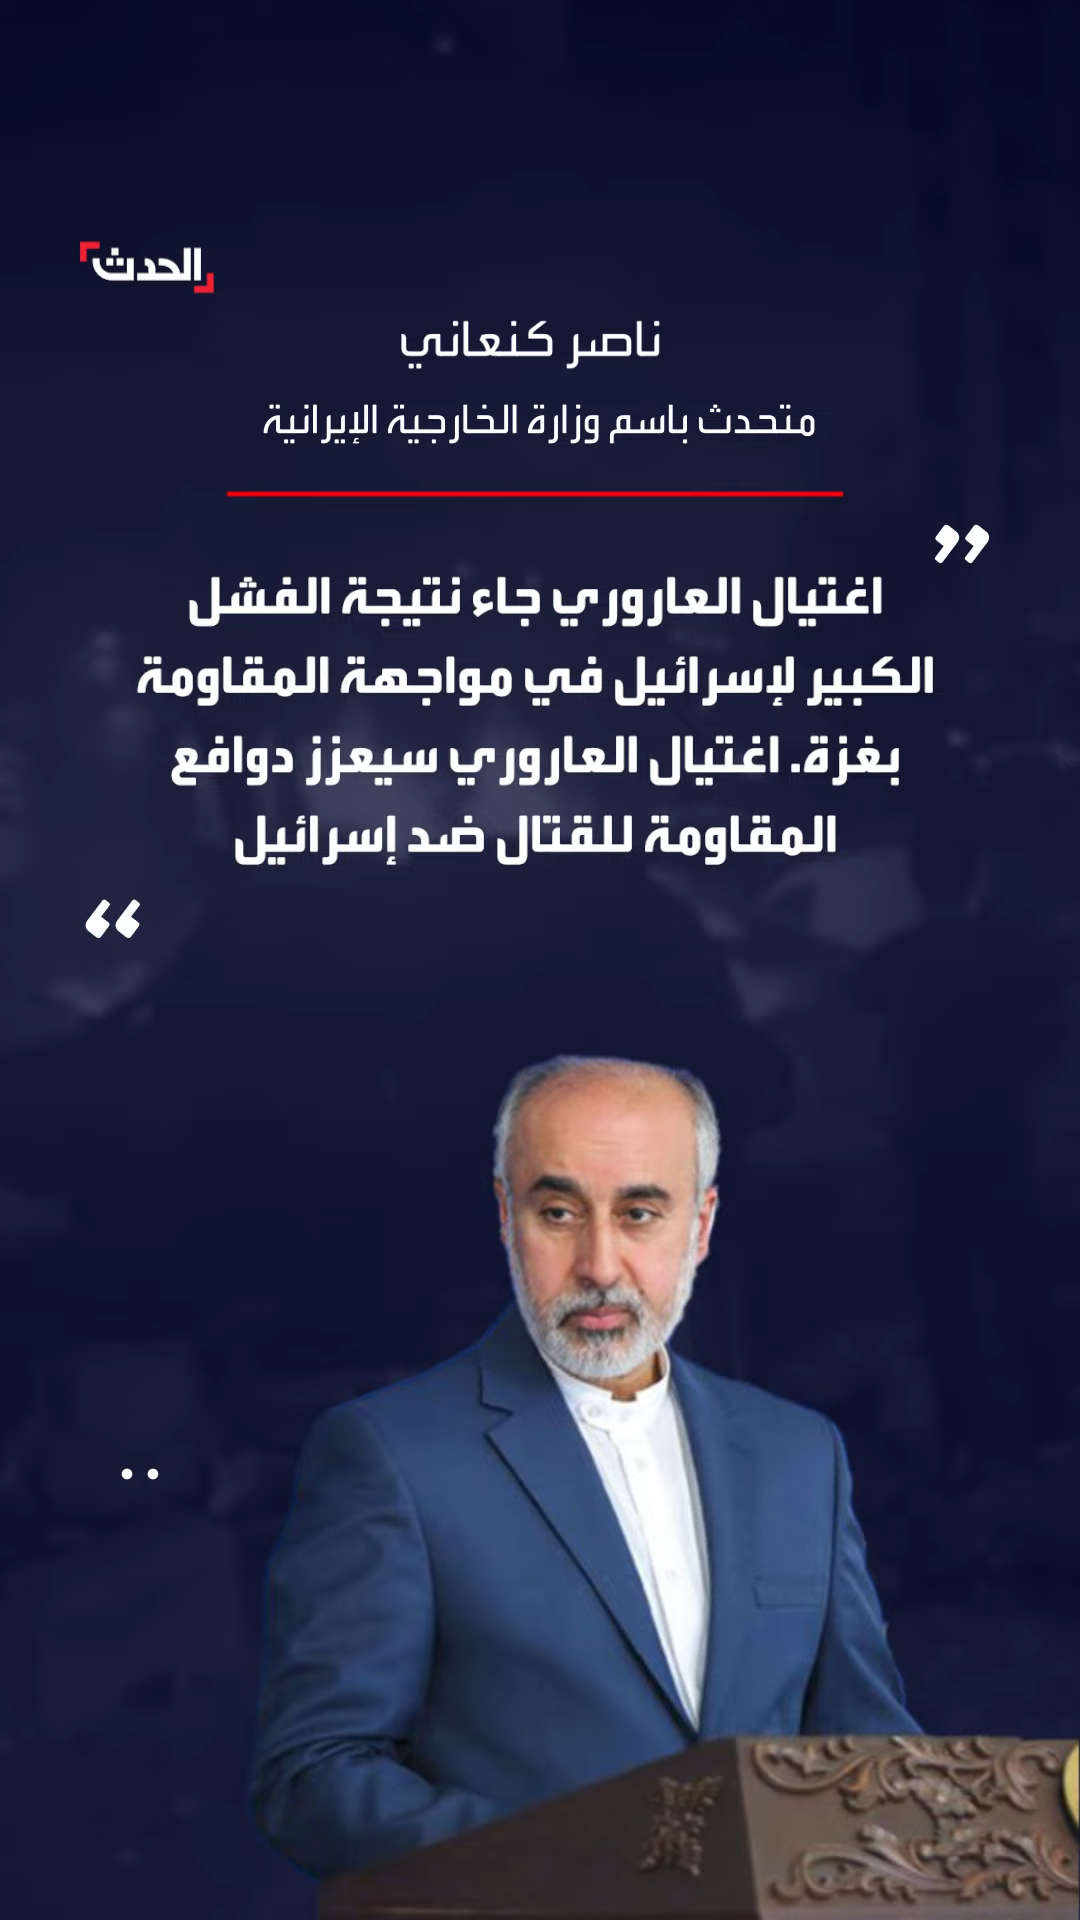 الحدث
ناصر كنعاني
متحدث باسم وزارة الخارجية الإيرانية
”
اغتيال العاروري جاء نتيجة الفشل
الكبير لإسرائيل في مواجهة المقاومة
بغزة. اغتيال العاروري سيعزز دوافع
المقاومة للقتال ضد إسرائيل
“